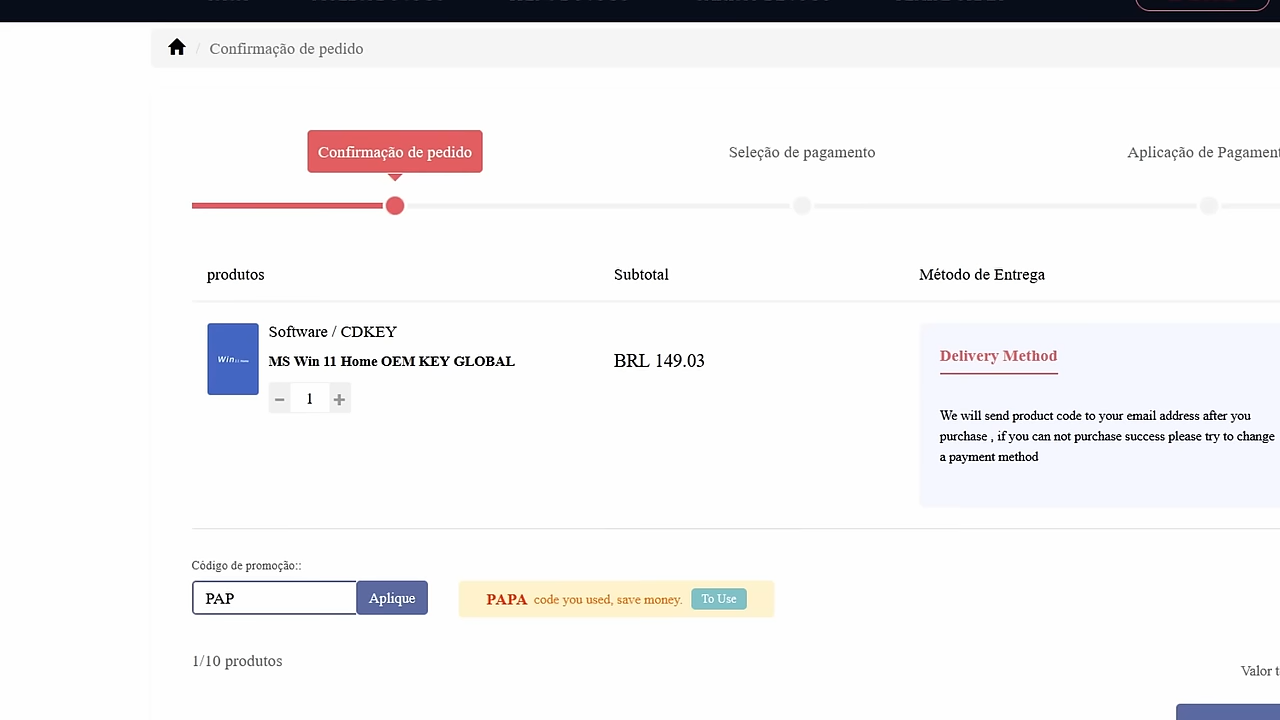 Confirmação de pedido
Confirmação de pedido
Seleção de pagamento
Aplicação de Pagament
produtos
Subtotal
Método de Entrega
Software / CDKEY
MS Win 11 Home OEM KEY GLOBAL
BRL 149.03
Win 11 Home
1
Delivery Method
We will send product code to your email address after you
purchase , if you can not purchase success please try to change
a payment method
Código de promoção::
PAP
Aplique
PAPA code you used, save money.
To Use
1/10 produtos
Valor t